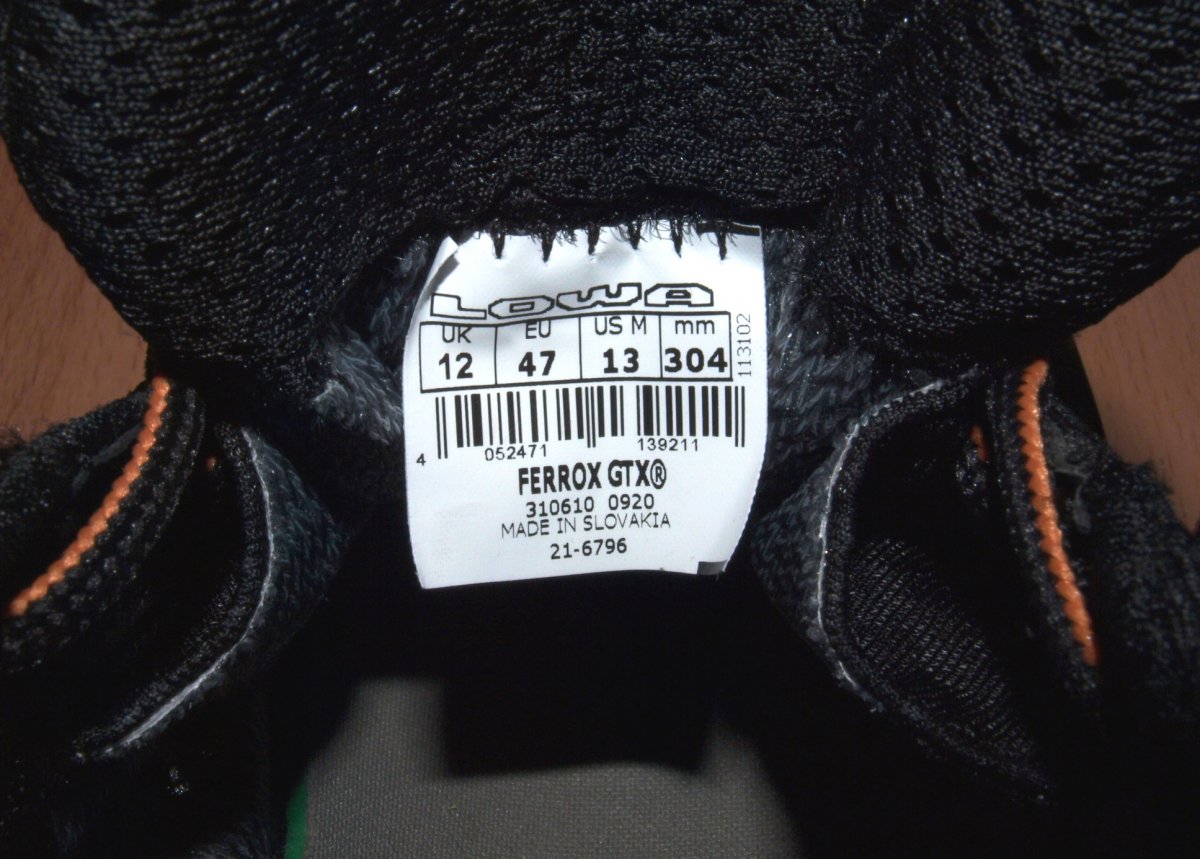 LOWA
UK EU US M mm
12 47 13 304
113102
4 052471 139211
FERROX GTX®
310610 0920
MADE IN SLOVAKIA
21-6796